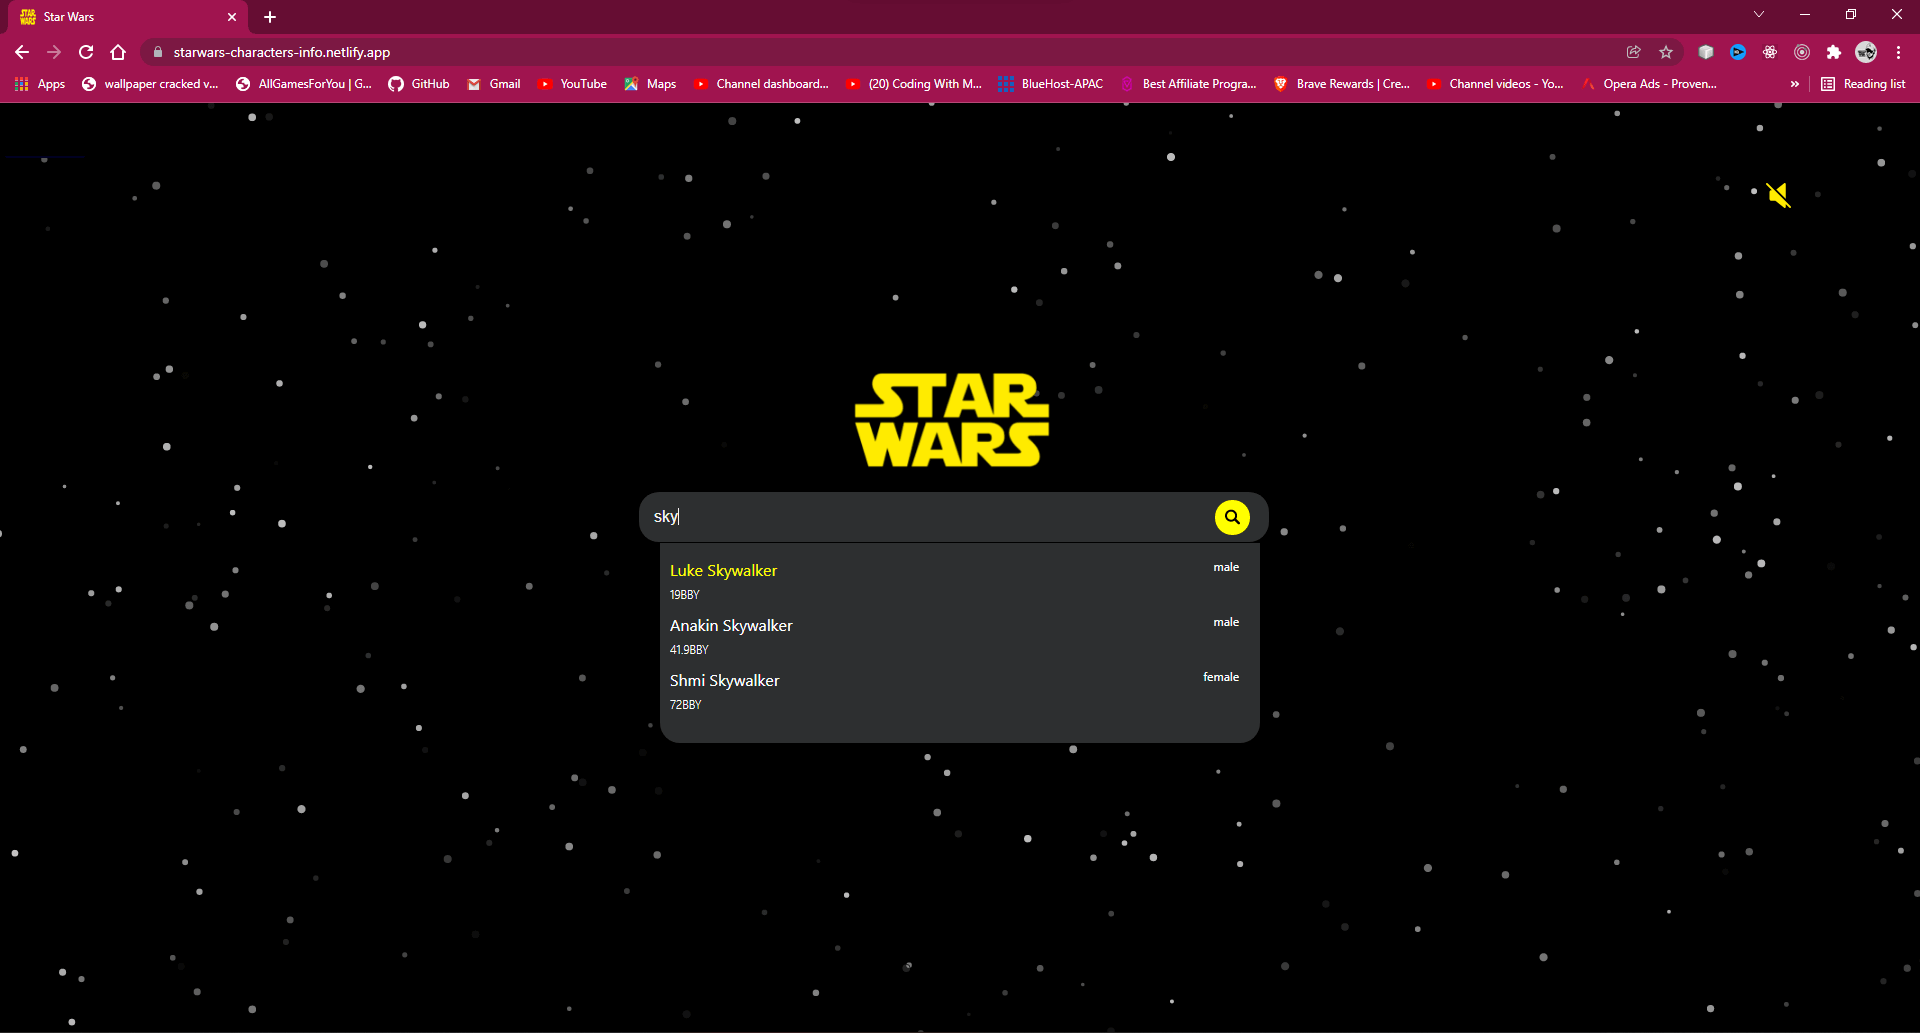 Star Wars
starwars-characters-info.netlify.app
Apps
wallpaper cracked v...
AllGamesForYou | G...
GitHub
Gmail
YouTube
Maps
Channel dashboard...
(20) Coding With M...
BlueHost-APAC
Best Affiliate Progra...
Brave Rewards | Cre...
Channel videos - Yo...
Opera Ads - Proven...
Reading list
STAR
WARS
sky
Luke Skywalker
male
19BBY
Anakin Skywalker
male
41.9BBY
Shmi Skywalker
female
72BBY